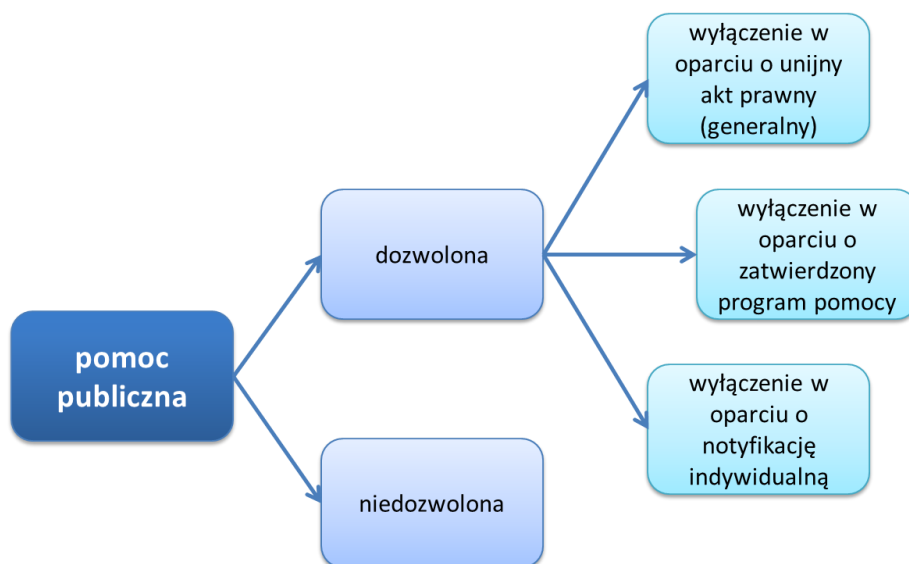 pomoc
publiczna
dozwolona
niedozwolona
wyłączenie w
oparciu o unijny
akt prawny
(generalny)
wyłączenie w
oparciu o
zatwierdzony
program pomocy
wyłączenie w
oparciu o
notyfikację
indywidualną